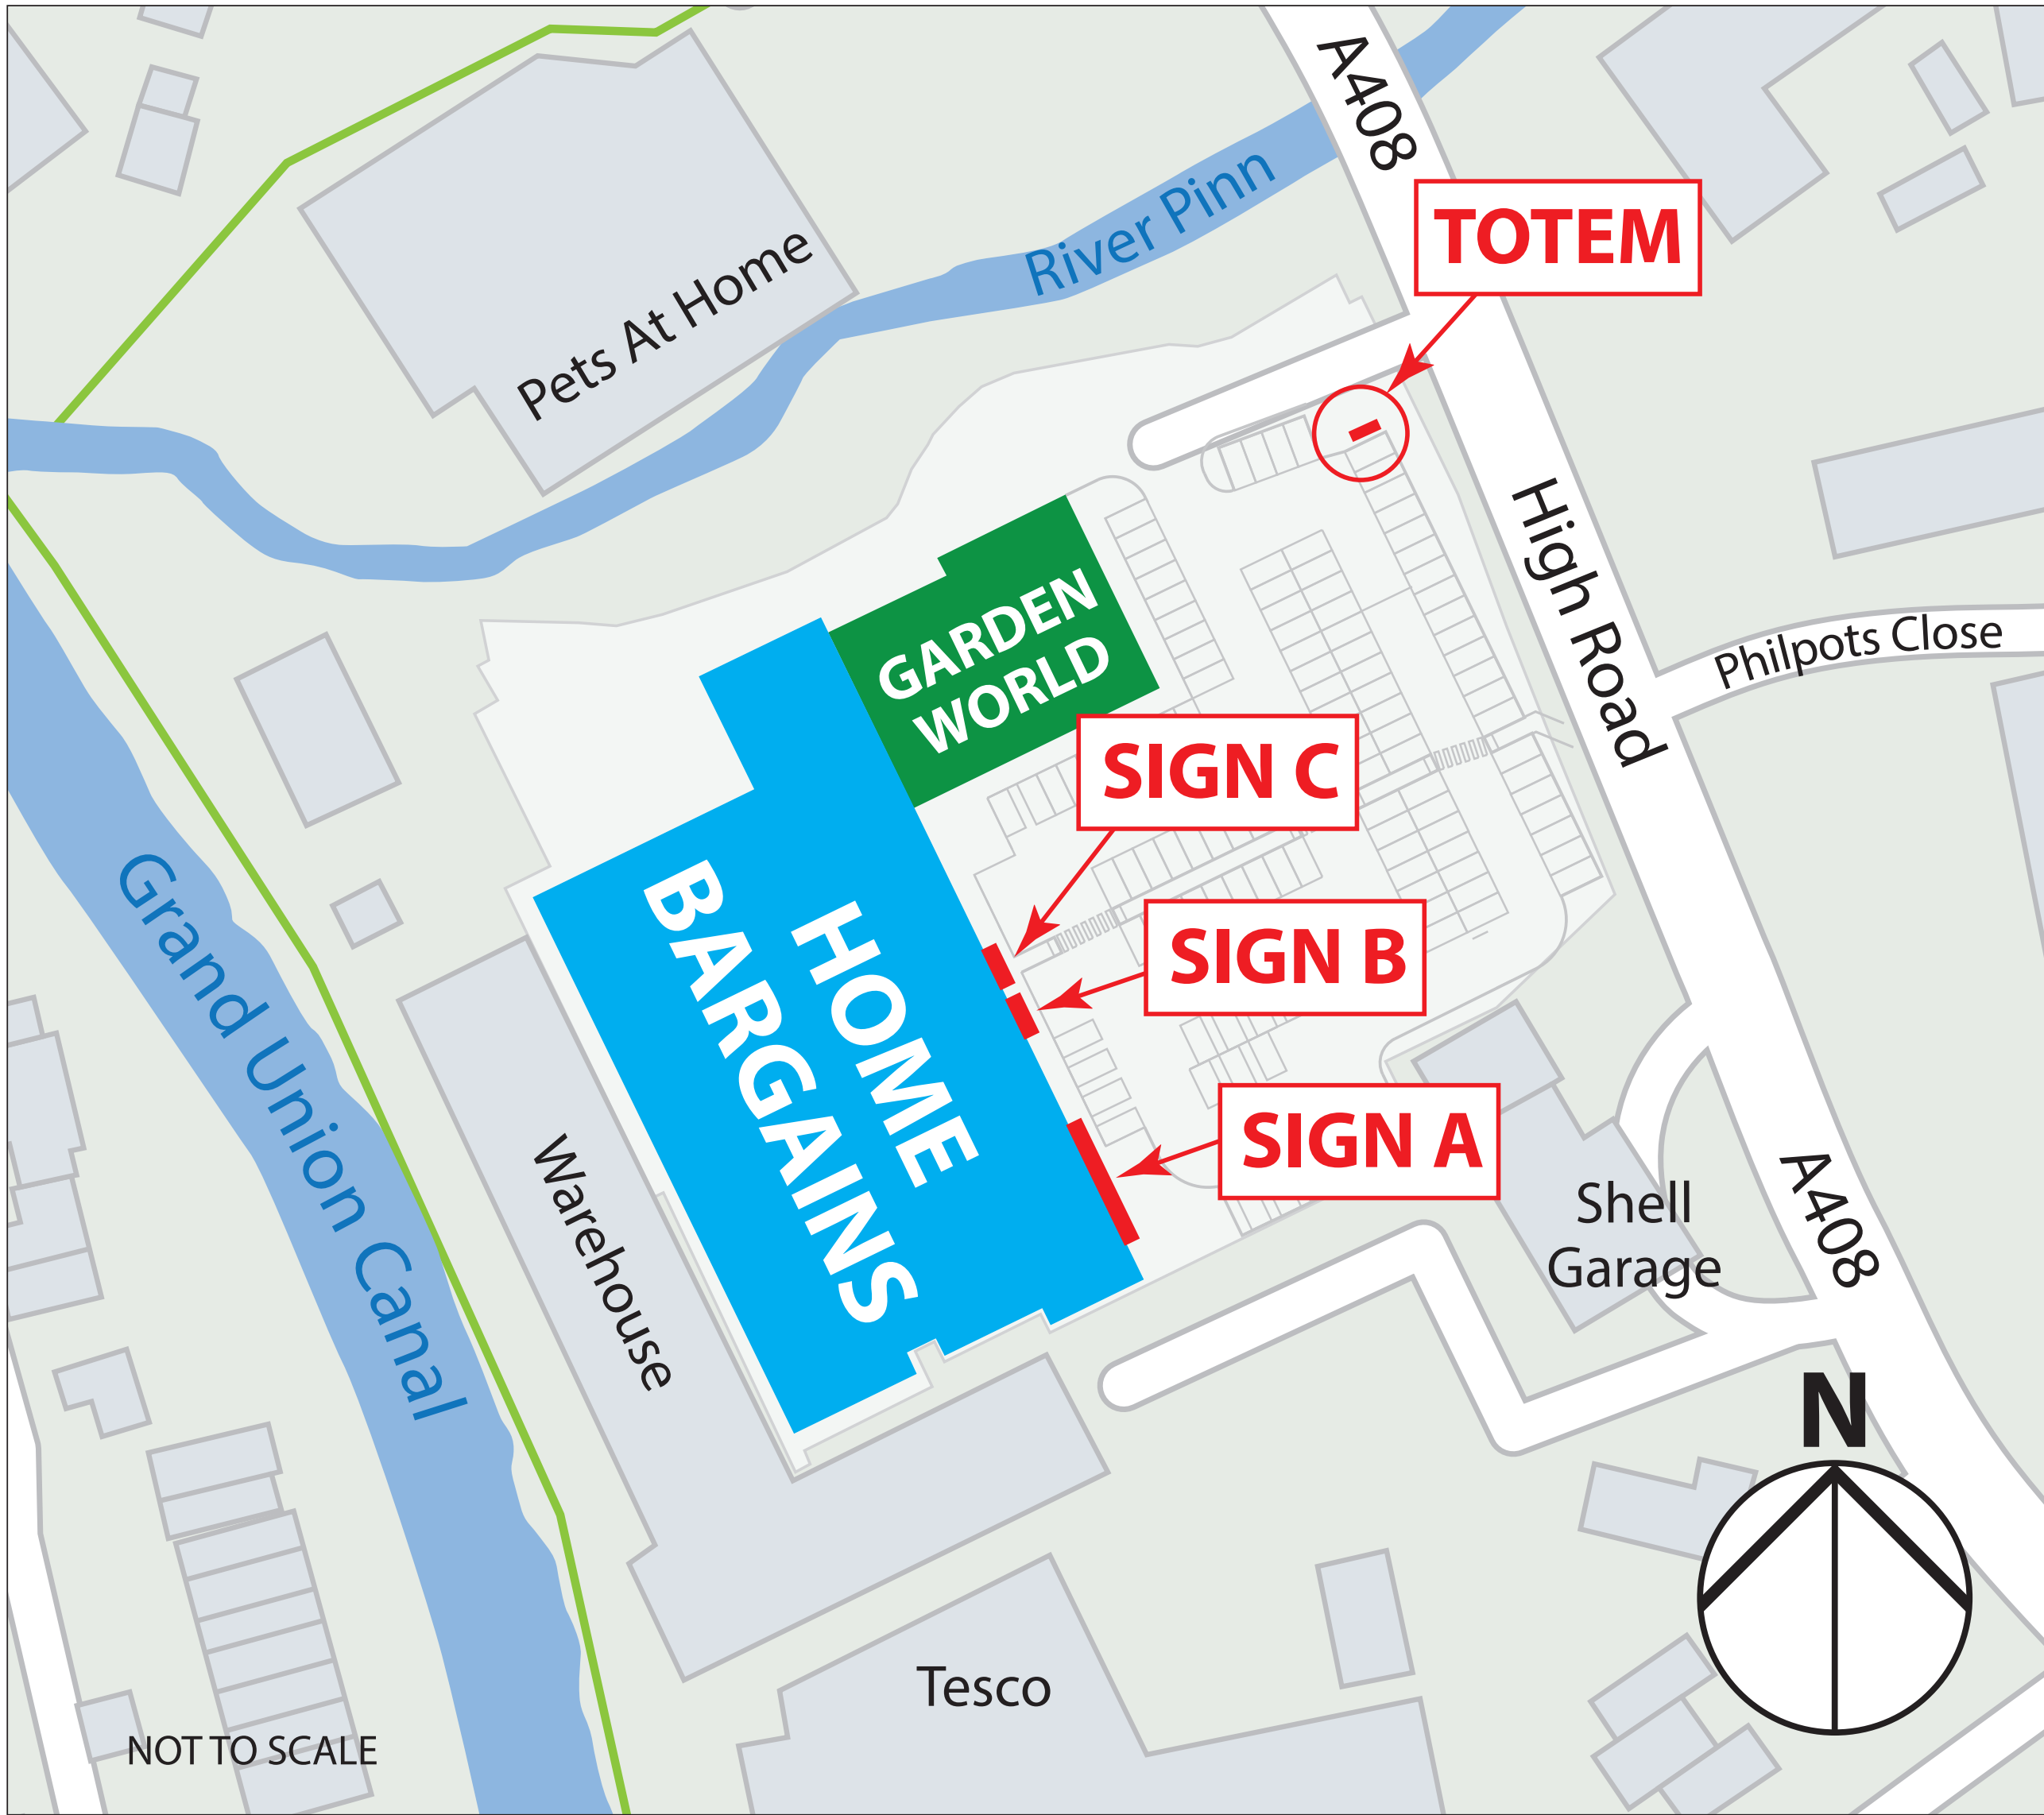 A408
TOTEM
River Pinn
Pets At Home
High Road
Philpots Close
GARDEN
WORLD
SIGN C
SIGN B
SIGN A
HOME
BARGAINS
Grand Union Canal
Warehouse
Shell
Garage
A408
N
Tesco
NOT TO SCALE